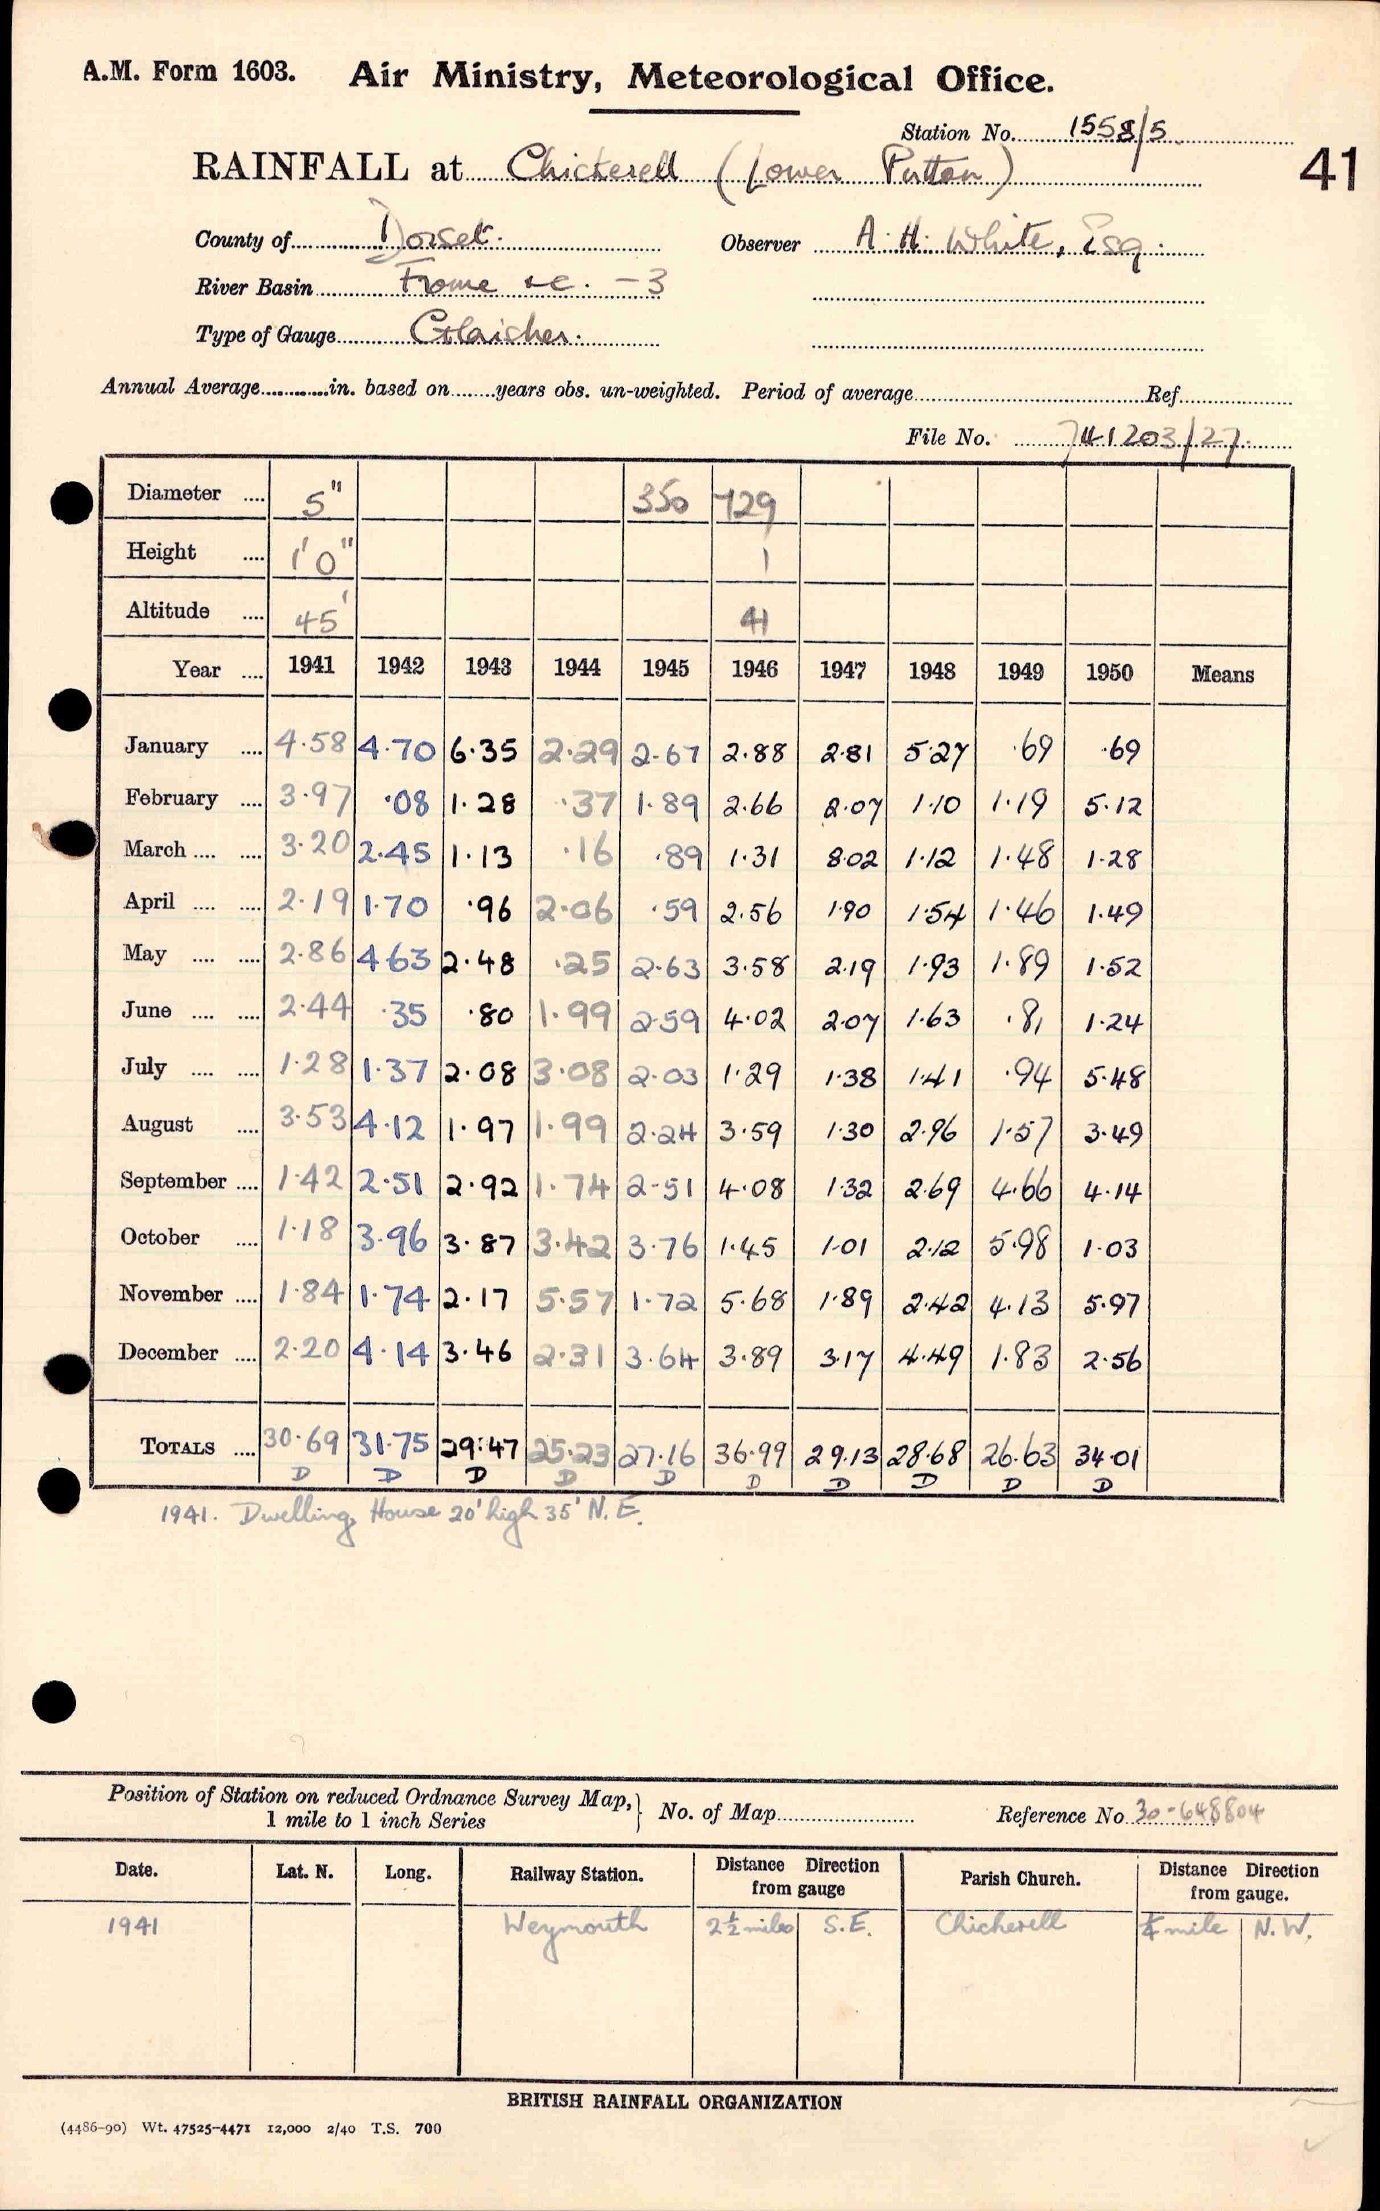 A.M. Form 1603. Air Ministry, Meteorological Office.
Station No. 1558/5
41
RAINFALL at Chickerell (Lower Putton)
County of Dorset. Observer A. H. White, Esq.
River Basin Frome &c. -3
Type of Gauge Glaisher.
Annual Average............in. based on........years obs. un-weighted. Period of average........Ref........
File No. 741203/27.
Diameter .... 5" 350 729
Height .... 1'0" 1
Altitude .... 45' 41
Year .... 1941 1942 1943 1944 1945 1946 1947 1948 1949 1950 Means
January .... 4.58 4.70 6.35 2.29 2.67 2.88 2.81 5.27 .69 .69
February .... 3.97 .08 1.28 .37 1.89 2.66 2.07 1.10 1.19 5.12
March .... .... 3.20 2.45 1.13 .16 .89 1.31 8.02 1.12 1.48 1.28
April .... .... 2.19 1.70 .96 2.06 .59 2.56 1.90 1.54 1.46 1.49
May .... .... 2.86 4.63 2.48 .25 2.63 3.58 2.19 1.93 1.89 1.52
June .... .... 2.44 .35 .80 1.99 2.59 4.02 2.07 1.63 .81 1.24
July .... .... 1.28 1.37 2.08 3.08 2.03 1.29 1.38 1.41 .94 5.48
August .... 3.53 4.12 1.97 1.99 2.24 3.59 1.30 2.96 1.57 3.49
September .... 1.42 2.51 2.92 1.74 2.51 4.08 1.32 2.69 4.66 4.14
October .... 1.18 3.96 3.87 3.42 3.76 1.45 1.01 2.12 5.98 1.03
November .... 1.84 1.74 2.17 5.57 1.72 5.68 1.89 2.42 4.13 5.97
December .... 2.20 4.14 3.46 2.31 3.64 3.89 3.17 4.49 1.83 2.56
TOTALS .... 30.69 31.75 29.47 25.23 27.16 36.99 29.13 28.68 26.63 34.01
D D D D D D D D D D
1941. Dwelling House 20' high 35' N.E.
Position of Station on reduced Ordnance Survey Map, 1 mile to 1 inch Series } No. of Map........ Reference No. 30-648804
Date. Lat. N. Long. Railway Station. Distance Direction from gauge Parish Church. Distance Direction from gauge.
1941 Weymouth 2½ miles S.E. Chickerell ¼ mile N.W.
BRITISH RAINFALL ORGANIZATION
(4486-90) Wt. 47525-4471 12,000 2/40 T.S. 700